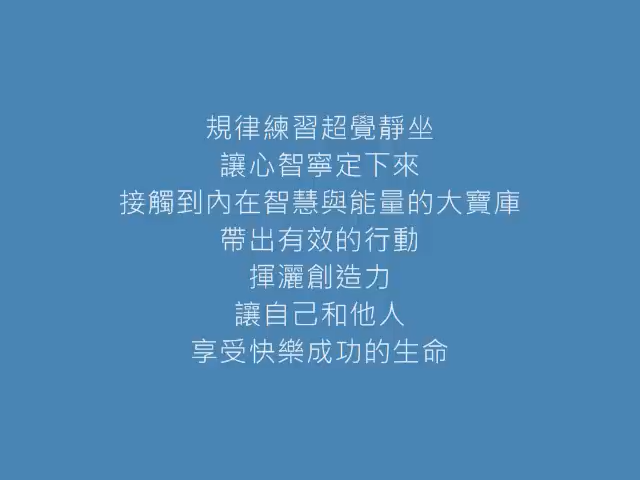 規律練習超覺靜坐
讓心智寧定下來
接觸到內在智慧與能量的大寶庫
帶出有效的行動
揮灑創造力
讓自己和他人
享受快樂成功的生命